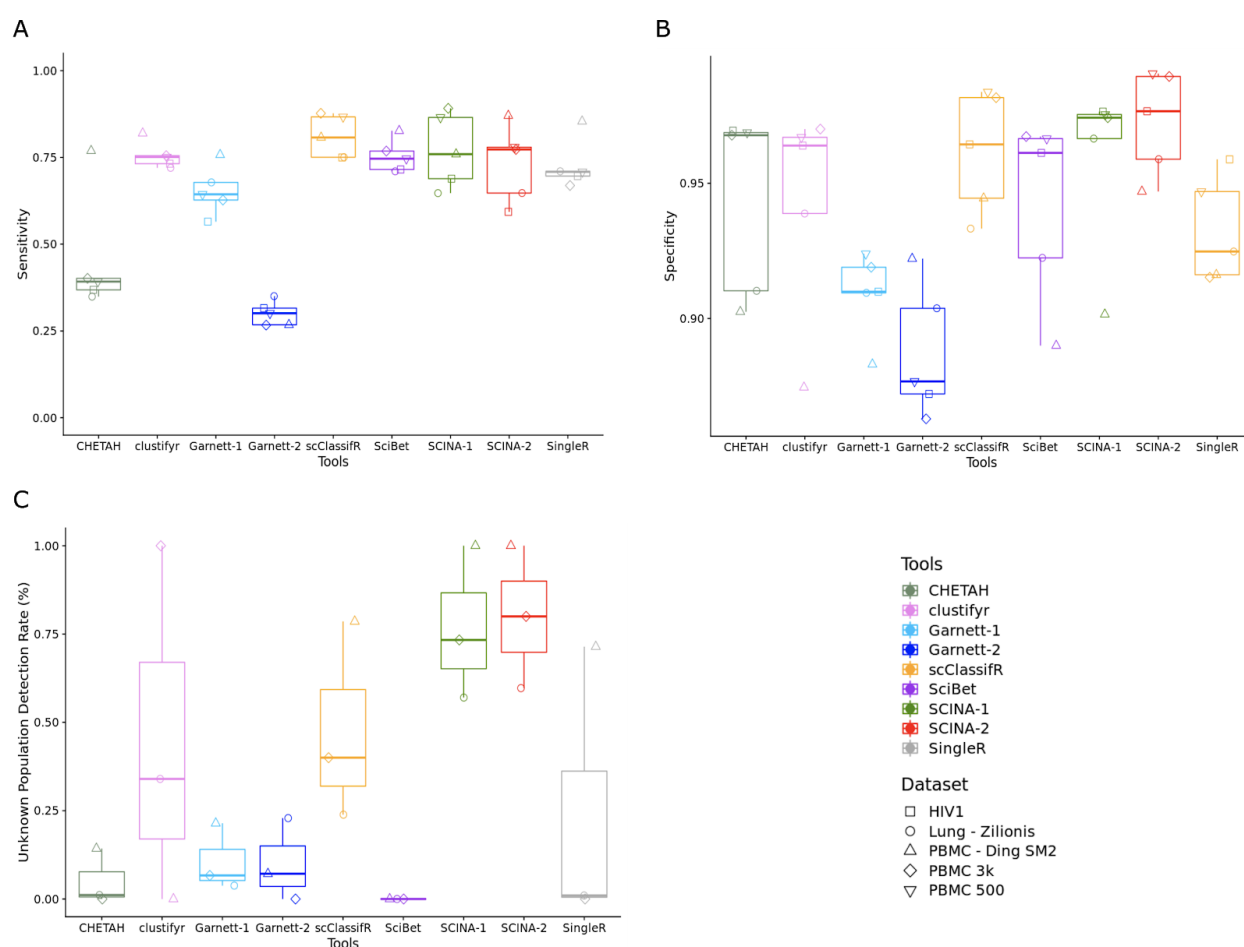 A
1.00
0.75
0.50
0.25
0.00
Sensitivity
CHETAH clustifyr Garnett-1 Garnett-2 scClassifR SciBet SCINA-1 SCINA-2 SingleR
Tools
B
0.95
0.90
Specificity
CHETAH clustifyr Garnett-1 Garnett-2 scClassifR SciBet SCINA-1 SCINA-2 SingleR
Tools
C
1.00
0.75
0.50
0.25
0.00
Unknown Population Detection Rate (%)
CHETAH clustifyr Garnett-1 Garnett-2 scClassifR SciBet SCINA-1 SCINA-2 SingleR
Tools
Tools
CHETAH
clustifyr
Garnett-1
Garnett-2
scClassifR
SciBet
SCINA-1
SCINA-2
SingleR
Dataset
HIV1
Lung - Zilionis
PBMC - Ding SM2
PBMC 3k
PBMC 500